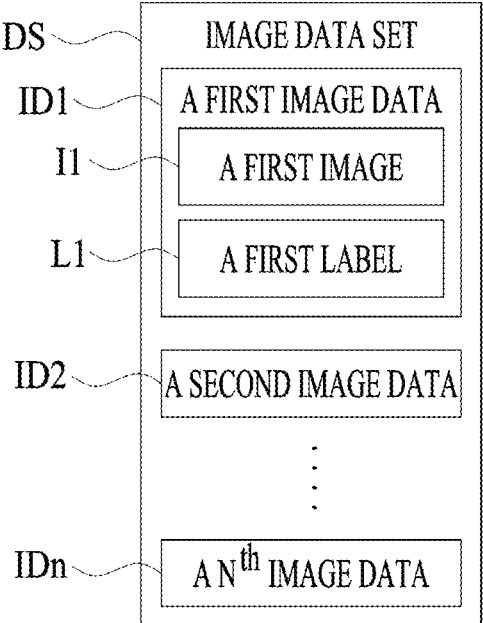 DS IMAGE DATA SET
ID1 A FIRST IMAGE DATA
I1 A FIRST IMAGE
L1 A FIRST LABEL
ID2 A SECOND IMAGE DATA
IDn A Nth IMAGE DATA